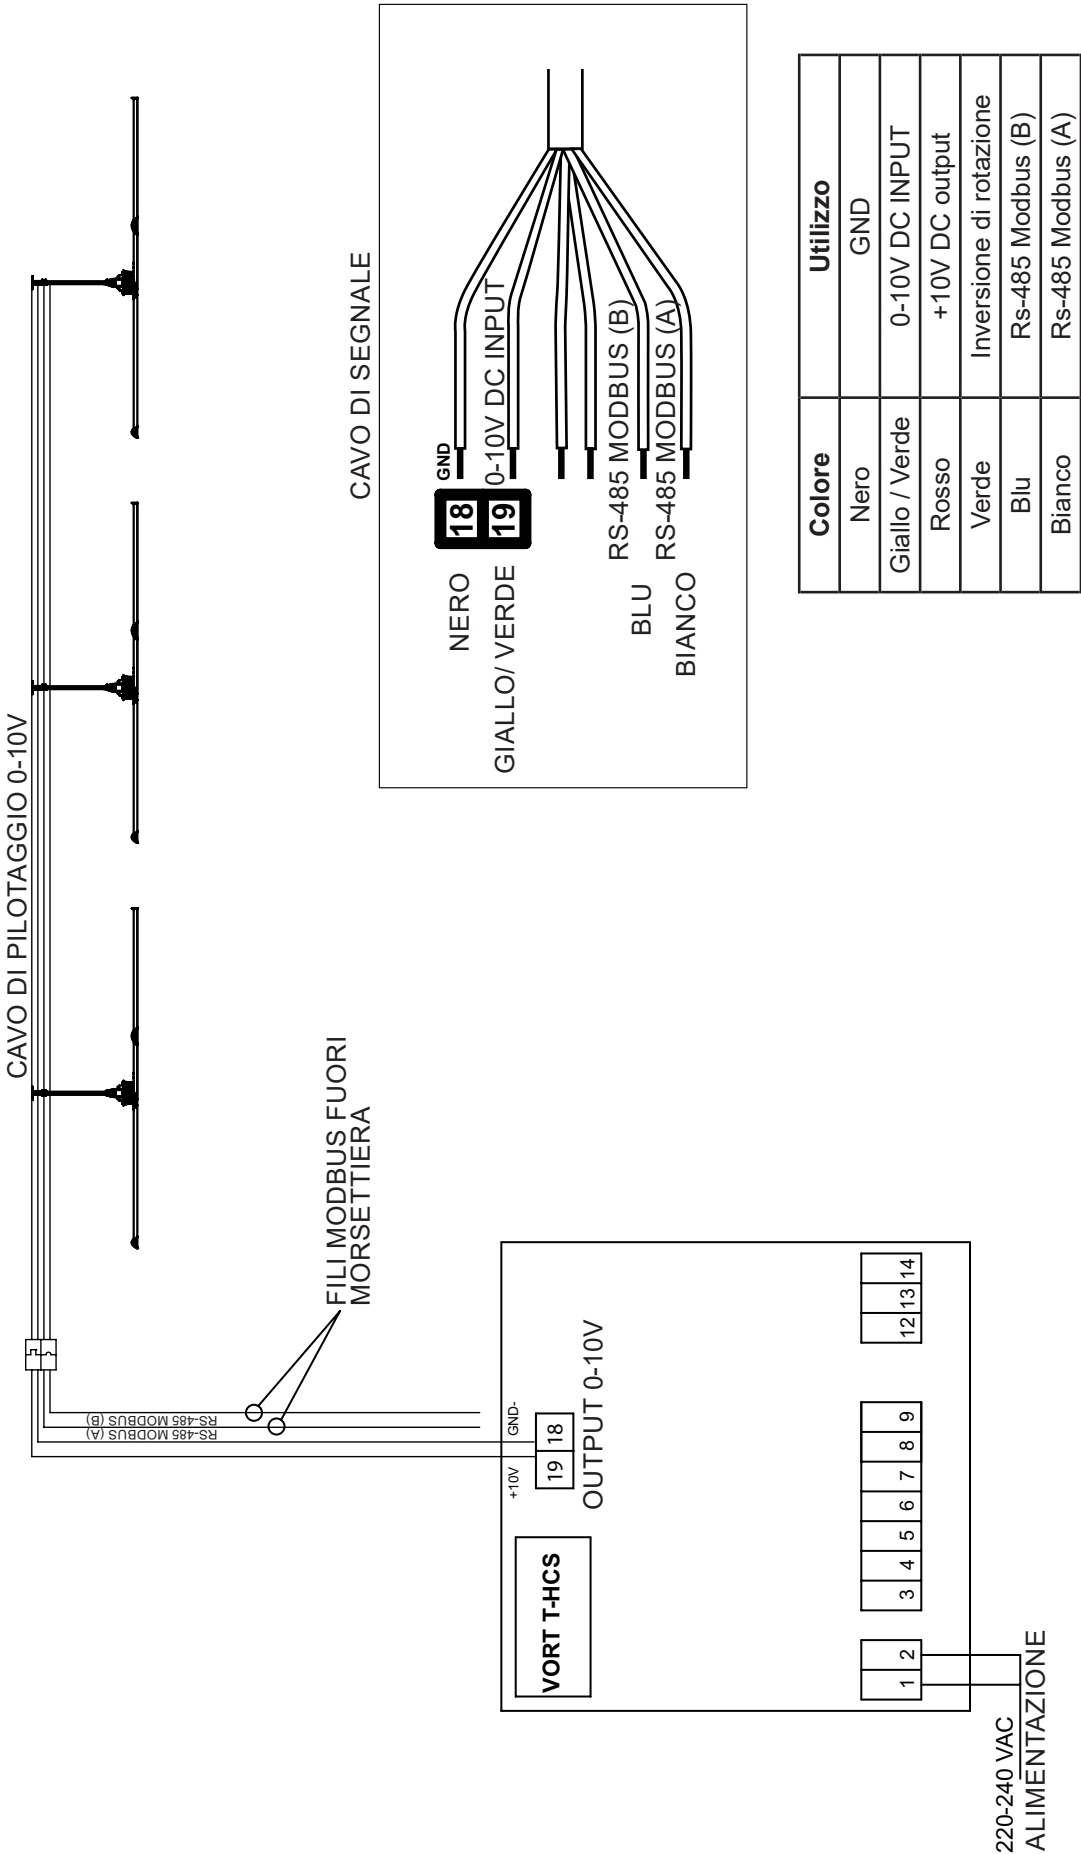 CAVO DI PILOTAGGIO 0-10V
RS-485 MODBUS (B)
RS-485 MODBUS (A)
FILI MODBUS FUORI
MORSETTIERA
+10V
GND-
19 18
OUTPUT 0-10V
VORT T-HCS
1 2 3 4 5 6 7 8 9 12 13 14
220-240 VAC
ALIMENTAZIONE
CAVO DI SEGNALE
NERO
18
GND
GIALLO/ VERDE
19
0-10V DC INPUT
RS-485 MODBUS (B)
BLU
RS-485 MODBUS (A)
BIANCO
Colore Utilizzo
Nero GND
Giallo / Verde 0-10V DC INPUT
Rosso +10V DC output
Verde Inversione di rotazione
Blu Rs-485 Modbus (B)
Bianco Rs-485 Modbus (A)